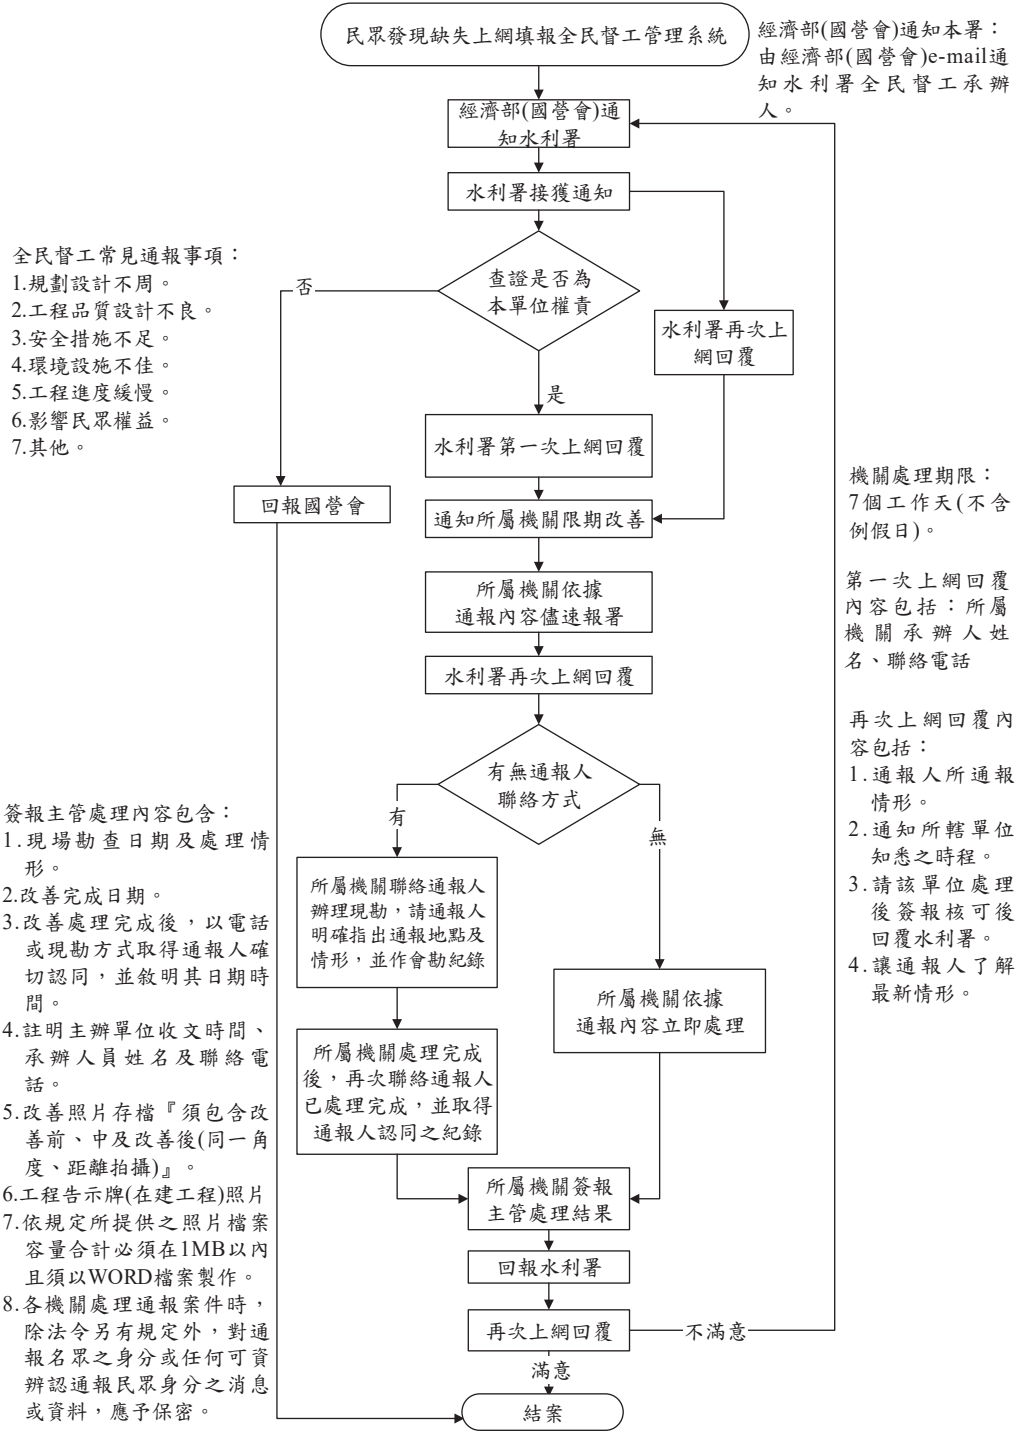 民眾發現缺失上網填報全民督工管理系統
經濟部(國營會)通知本署：
由經濟部(國營會)e-mail通
知水利署全民督工承辦
人。
經濟部(國營會)通
知水利署
水利署接獲通知
全民督工常見通報事項：
1.規劃設計不周。
2.工程品質設計不良。
3.安全措施不足。
4.環境設施不佳。
5.工程進度緩慢。
6.影響民眾權益。
7.其他。
否
查證是否為
本單位權責
水利署再次上
網回覆
是
水利署第一次上網回覆
回報國營會
通知所屬機關限期改善
機關處理期限：
7個工作天(不含
例假日)。
所屬機關依據
通報內容儘速報署
第一次上網回覆
內容包括：所屬
機關承辦人姓
名、聯絡電話
水利署再次上網回覆
有無通報人
聯絡方式
有
無
再次上網回覆內
容包括：
1.通報人所通報
情形。
2.通知所轄單位
知悉之時程。
3.請該單位處理
後簽報核可後
回覆水利署。
4.讓通報人了解
最新情形。
簽報主管處理內容包含：
1.現場勘查日期及處理情
形。
2.改善完成日期。
3.改善處理完成後，以電話
或現勘方式取得通報人確
切認同，並敘明其日期時
間。
4.註明主辦單位收文時間、
承辦人員姓名及聯絡電
話。
5.改善照片存檔『須包含改
善前、中及改善後(同一角
度、距離拍攝)』。
6.工程告示牌(在建工程)照片
7.依規定所提供之照片檔案
容量合計必須在1MB以內
且須以WORD檔案製作。
8.各機關處理通報案件時，
除法令另有規定外，對通
報名眾之身分或任何可資
辨認通報民眾身分之消息
或資料，應予保密。
所屬機關聯絡通報人
辦理現勘，請通報人
明確指出通報地點及
情形，並作會勘紀錄
所屬機關依據
通報內容立即處理
所屬機關處理完成
後，再次聯絡通報人
已處理完成，並取得
通報人認同之紀錄
所屬機關簽報
主管處理結果
回報水利署
再次上網回覆
不滿意
滿意
結案